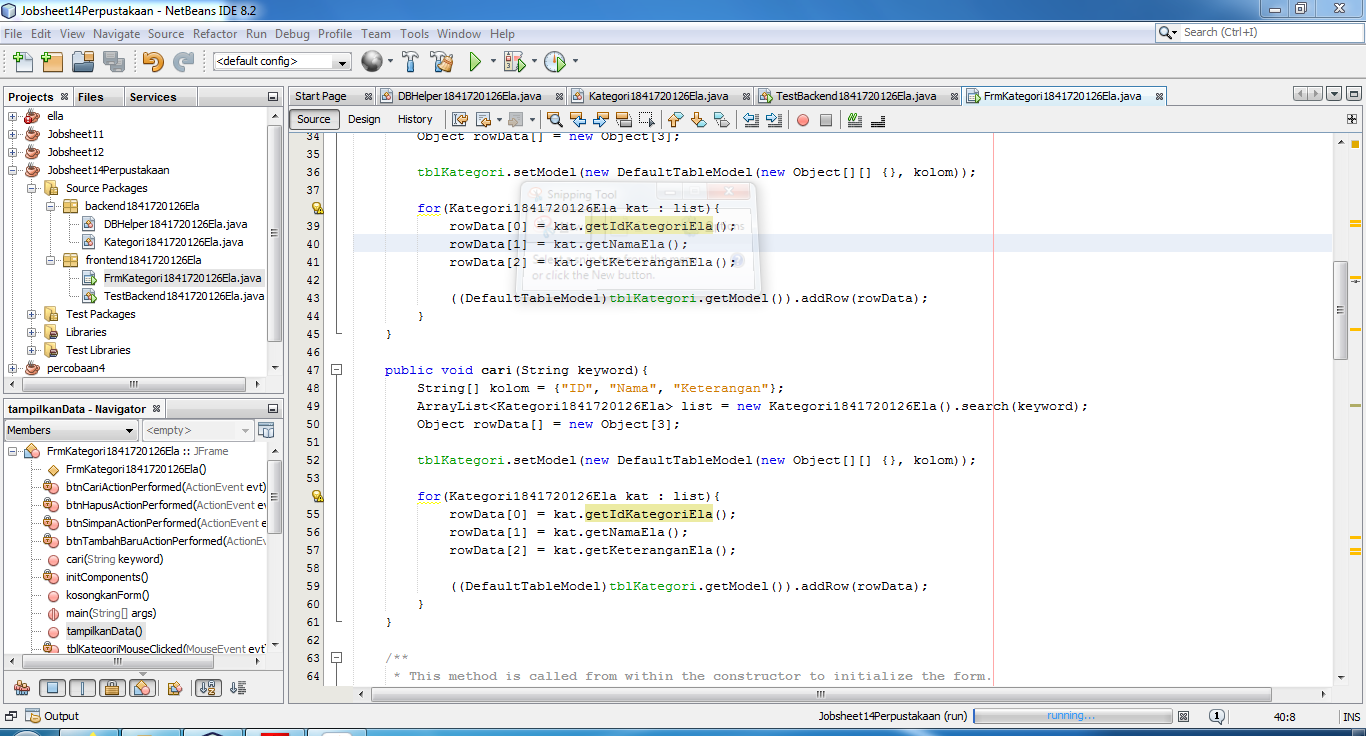 Jobsheet14Perpustakaan - NetBeans IDE 8.2
File Edit View Navigate Source Refactor Run Debug Profile Team Tools Window Help
Search (Ctrl+I)
<default config>
Projects Files Services
Start Page DBHelper1841720126Ela.java Kategori1841720126Ela.java TestBackend1841720126Ela.java FrmKategori1841720126Ela.java
Source Design History
ella
Jobsheet11
Jobsheet12
Jobsheet14Perpustakaan
Source Packages
backend1841720126Ela
DBHelper1841720126Ela.java
Kategori1841720126Ela.java
frontend1841720126Ela
FrmKategori1841720126Ela.java
TestBackend1841720126Ela.java
Test Packages
Libraries
Test Libraries
percobaan4
tampilkanData - Navigator
Members <empty>
FrmKategori1841720126Ela :: JFrame
FrmKategori1841720126Ela()
btnCariActionPerformed(ActionEvent evt)
btnHapusActionPerformed(ActionEvent e
btnSimpanActionPerformed(ActionEvent e
btnTambahBaruActionPerformed(ActionEv
cari(String keyword)
initComponents()
kosongkanForm()
main(String[] args)
tampilkanData()
tblKategoriMouseClicked(MouseEvent evt)
34 Object rowData[] = new Object[3];
35
36 tblKategori.setModel(new DefaultTableModel(new Object[][] {}, kolom));
37
Snipping Tool
for(Kategori1841720126Ela kat : list){
39 rowData[0] = kat.getIdKategoriEla();
40 rowData[1] = kat.getNamaEla();
41 rowData[2] = kat.getKeteranganEla();
or click the New button.
42
43 ((DefaultTableModel)tblKategori.getModel()).addRow(rowData);
44 }
45 }
46
47 public void cari(String keyword){
48 String[] kolom = {"ID", "Nama", "Keterangan"};
49 ArrayList<Kategori1841720126Ela> list = new Kategori1841720126Ela().search(keyword);
50 Object rowData[] = new Object[3];
51
52 tblKategori.setModel(new DefaultTableModel(new Object[][] {}, kolom));
53
for(Kategori1841720126Ela kat : list){
55 rowData[0] = kat.getIdKategoriEla();
56 rowData[1] = kat.getNamaEla();
57 rowData[2] = kat.getKeteranganEla();
58
59 ((DefaultTableModel)tblKategori.getModel()).addRow(rowData);
60 }
61 }
62
63 /**
64 * This method is called from within the constructor to initialize the form.
Output
Jobsheet14Perpustakaan (run) running... 1 40:8 INS